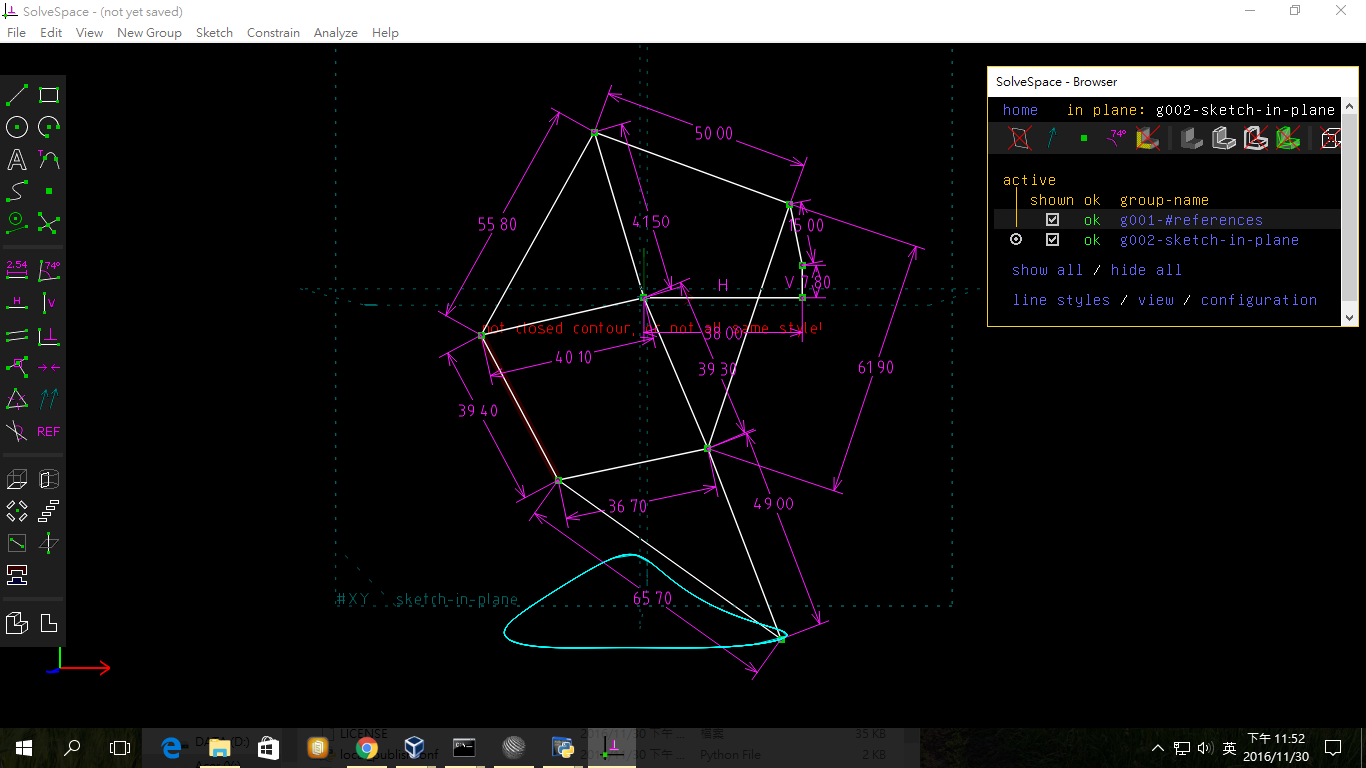 SolveSpace - (not yet saved)
File Edit View New Group Sketch Constrain Analyze Help
SolveSpace - Browser
home in plane: g002-sketch-in-plane
active
shown ok group-name
ok g001-#references
ok g002-sketch-in-plane
show all / hide all
line styles / view / configuration
50.00
55.80
41.50
15.00
H
V
7.80
not closed contour, or not all same style!
38.00
40.10
39.30
61.90
39.40
36.70
49.00
65.70
#XY
sketch-in-plane
2.54
74°
H
V
REF
LICENSE
35 KB
Python File
2 KB
英
下午 11:52
2016/11/30